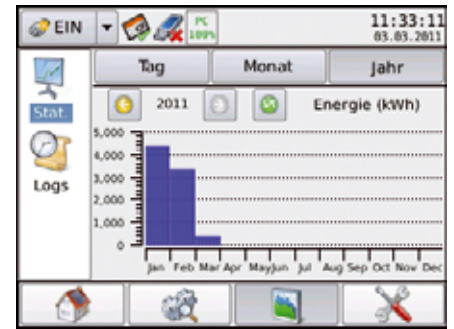 EIN
PC
100%
11:33:11
03.03.2011
Tag Monat Jahr
Stat.
2011
Energie (kWh)
Logs
5,000
4,000
3,000
2,000
1,000
0
Jan Feb Mar Apr May Jun Jul Aug Sep Oct Nov Dec